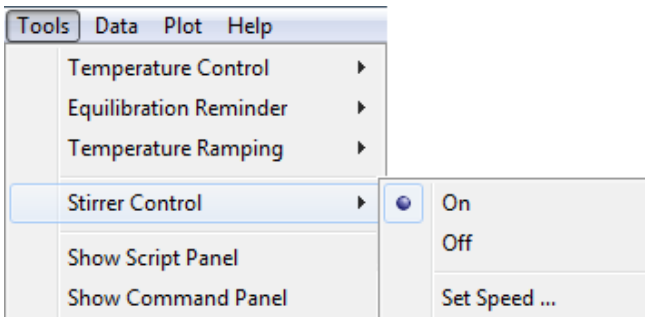 Tools Data Plot Help
Temperature Control
Equilibration Reminder
Temperature Ramping
Stirrer Control
On
Off
Show Script Panel
Show Command Panel
Set Speed ...